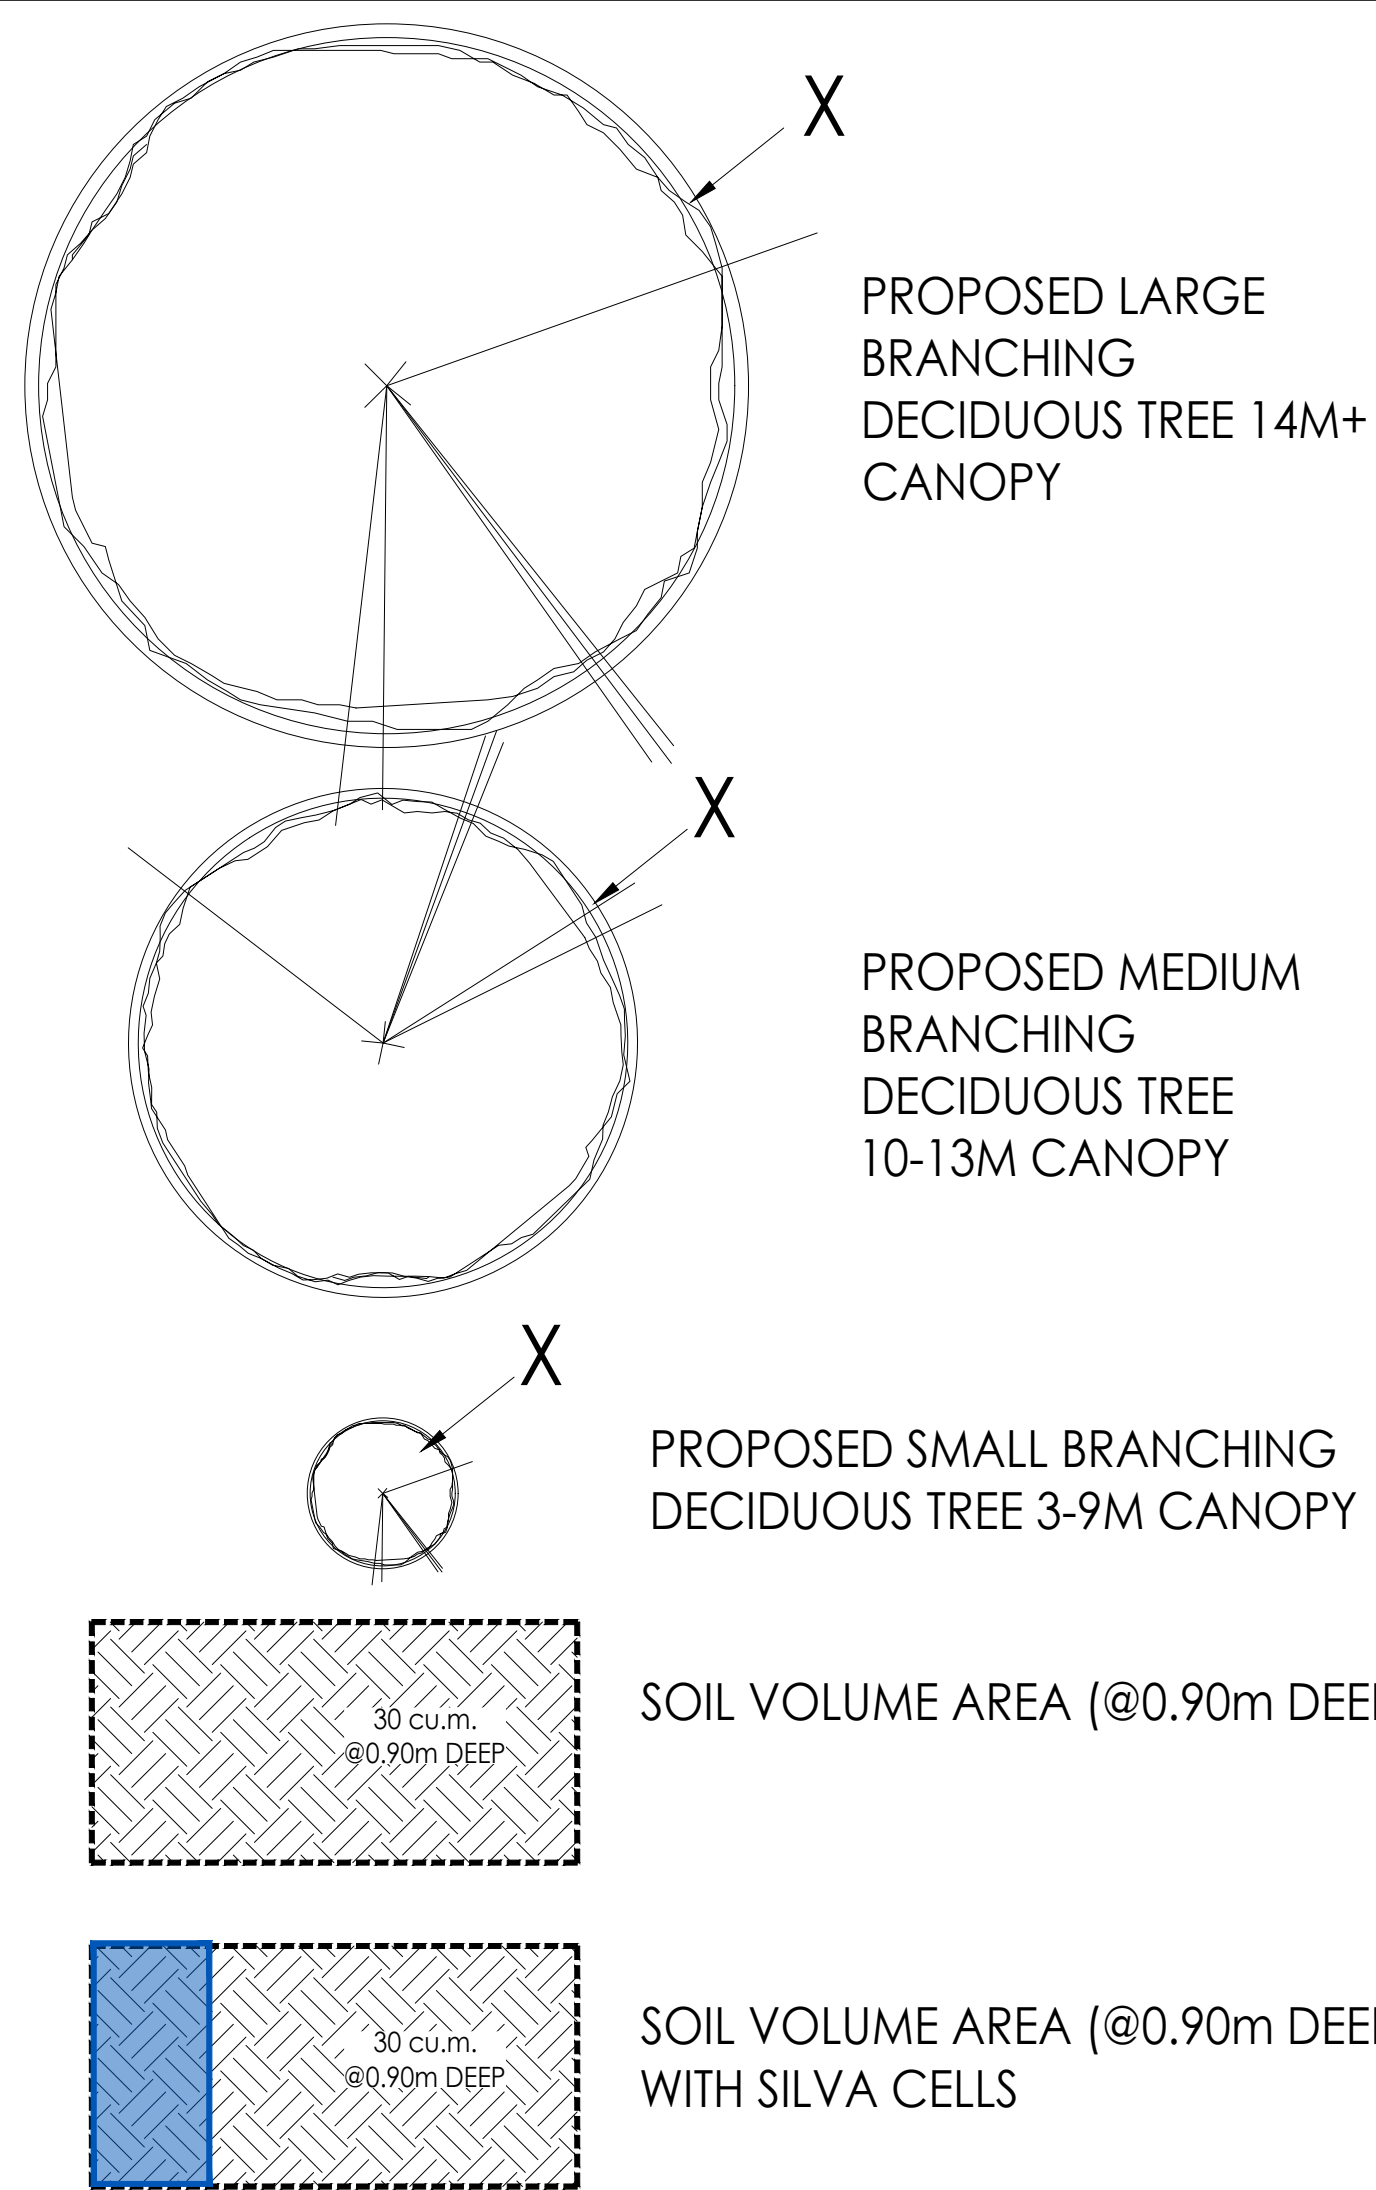 X
PROPOSED LARGE
BRANCHING
DECIDUOUS TREE 14M+
CANOPY
X
PROPOSED MEDIUM
BRANCHING
DECIDUOUS TREE
10-13M CANOPY
X
PROPOSED SMALL BRANCHING
DECIDUOUS TREE 3-9M CANOPY
30 cu.m.
@0.90m DEEP
SOIL VOLUME AREA (@0.90m DEEP
30 cu.m.
@0.90m DEEP
SOIL VOLUME AREA (@0.90m DEEP
WITH SILVA CELLS